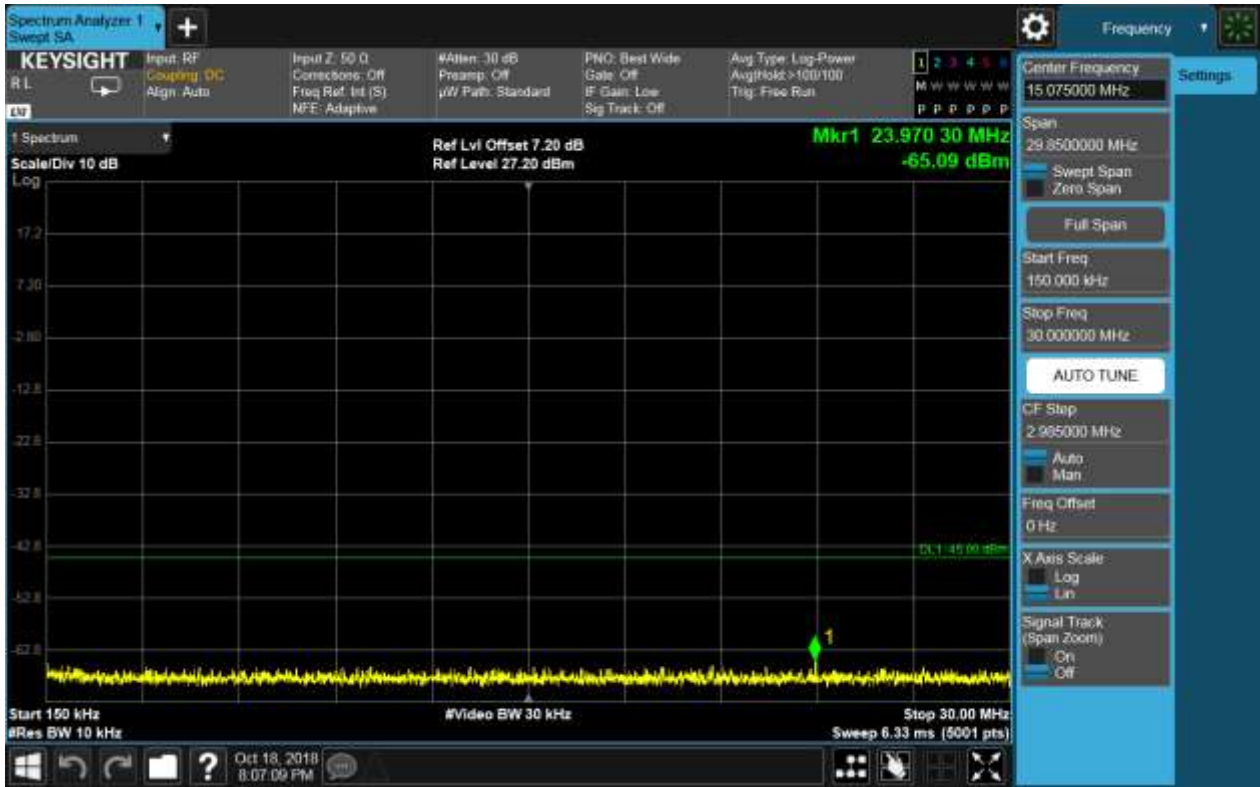 Spectrum Analyzer 1
Swept SA
+
Frequency
KEYSIGHT
R L
Input: RF
Coupling: DC
Align: Auto
Input Z: 50 Ω
Corrections: Off
Freq Ref: Int (S)
NFE: Adaptive
#Atten: 30 dB
Preamp: Off
µW Path: Standard
PNO: Best Wide
Gate: Off
IF Gain: Low
Sig Track: Off
Avg Type: Log-Power
Avg|Hold:>100/100
Trig: Free Run
1 2 3 4 5 6
M W W W W W
P P P P P P
Center Frequency
15.075000 MHz
Settings
Span
29.8500000 MHz
Swept Span
Zero Span
Full Span
Start Freq
150.000 kHz
Stop Freq
30.000000 MHz
AUTO TUNE
CF Step
2.985000 MHz
Auto
Man
Freq Offset
0 Hz
X Axis Scale
Log
Lin
Signal Track
(Span Zoom)
On
Off
1 Spectrum
Scale/Div 10 dB
Log
Ref Lvl Offset 7.20 dB
Ref Level 27.20 dBm
Mkr1 23.970 30 MHz
-65.09 dBm
17.2
7.20
-2.80
-12.8
-22.8
-32.8
-42.8
DL1 -45.00 dBm
-52.8
-62.8
1
Start 150 kHz
#Res BW 10 kHz
#Video BW 30 kHz
Stop 30.00 MHz
Sweep 6.33 ms (5001 pts)
?
Oct 18, 2018
8:07:09 PM